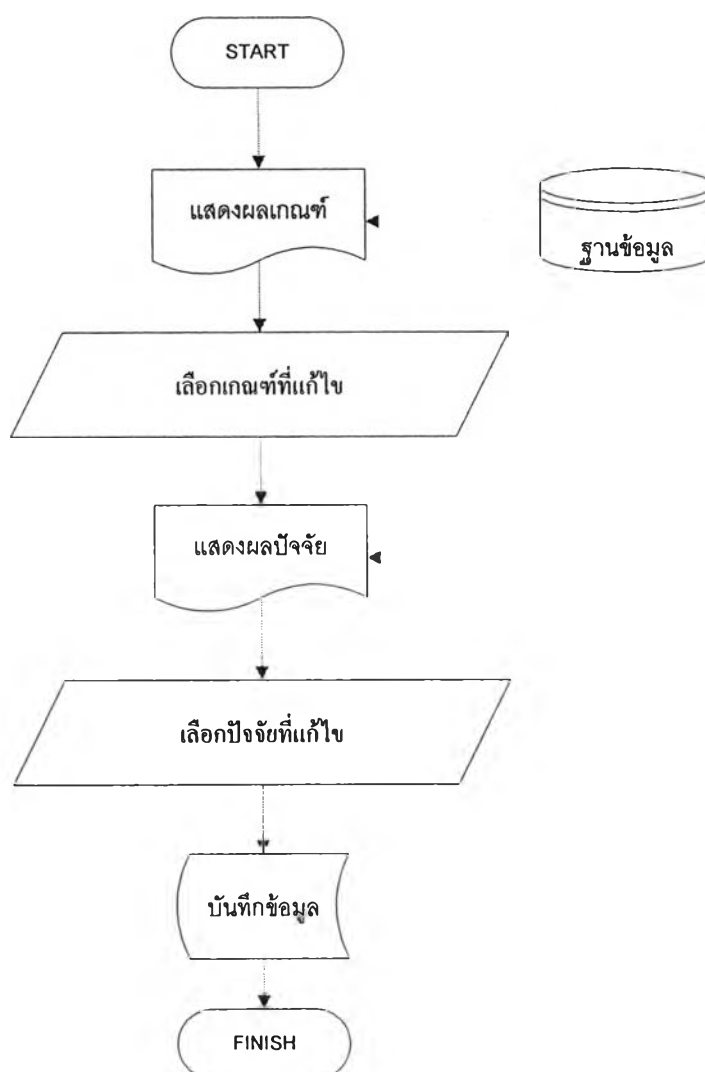 START
แสดงผลเกณฑ์
ฐานข้อมูล
เลือกเกณฑ์ที่แก้ไข
แสดงผลปัจจัย
เลือกปัจจัยที่แก้ไข
บันทึกข้อมูล
FINISH